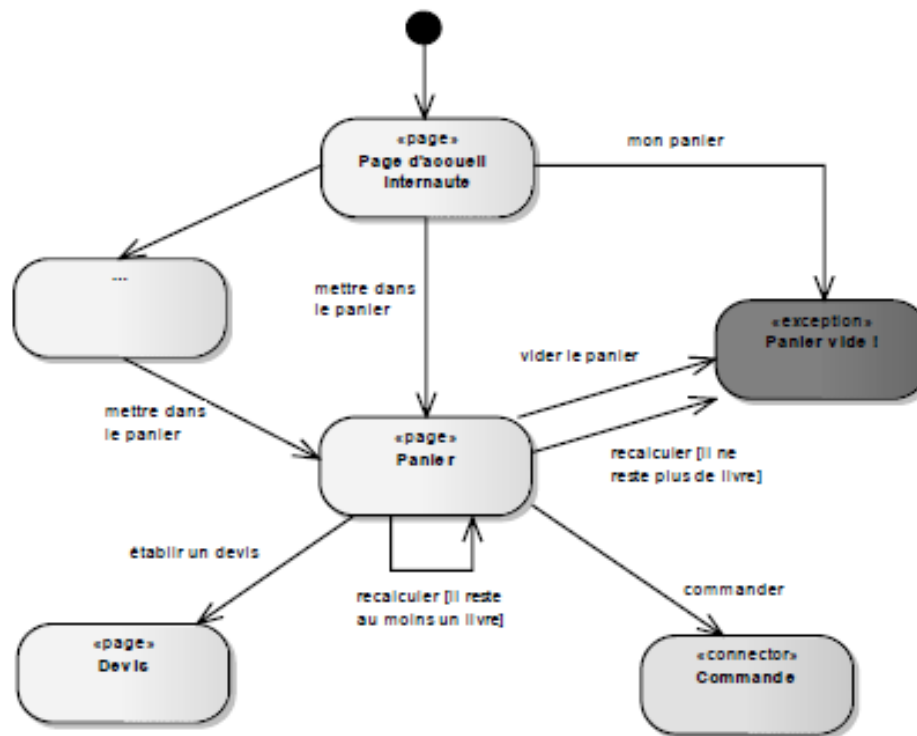 «page»
Page d'accueil
Internaute
mon panier
...
mettre dans
le panier
«exception»
Panier vide !
vider le panier
mettre dans
le panier
«page»
Panier
recalculer [il ne
reste plus de livre]
établir un devis
recalculer [il reste
au moins un livre]
commander
«page»
Devis
«connector»
Commande